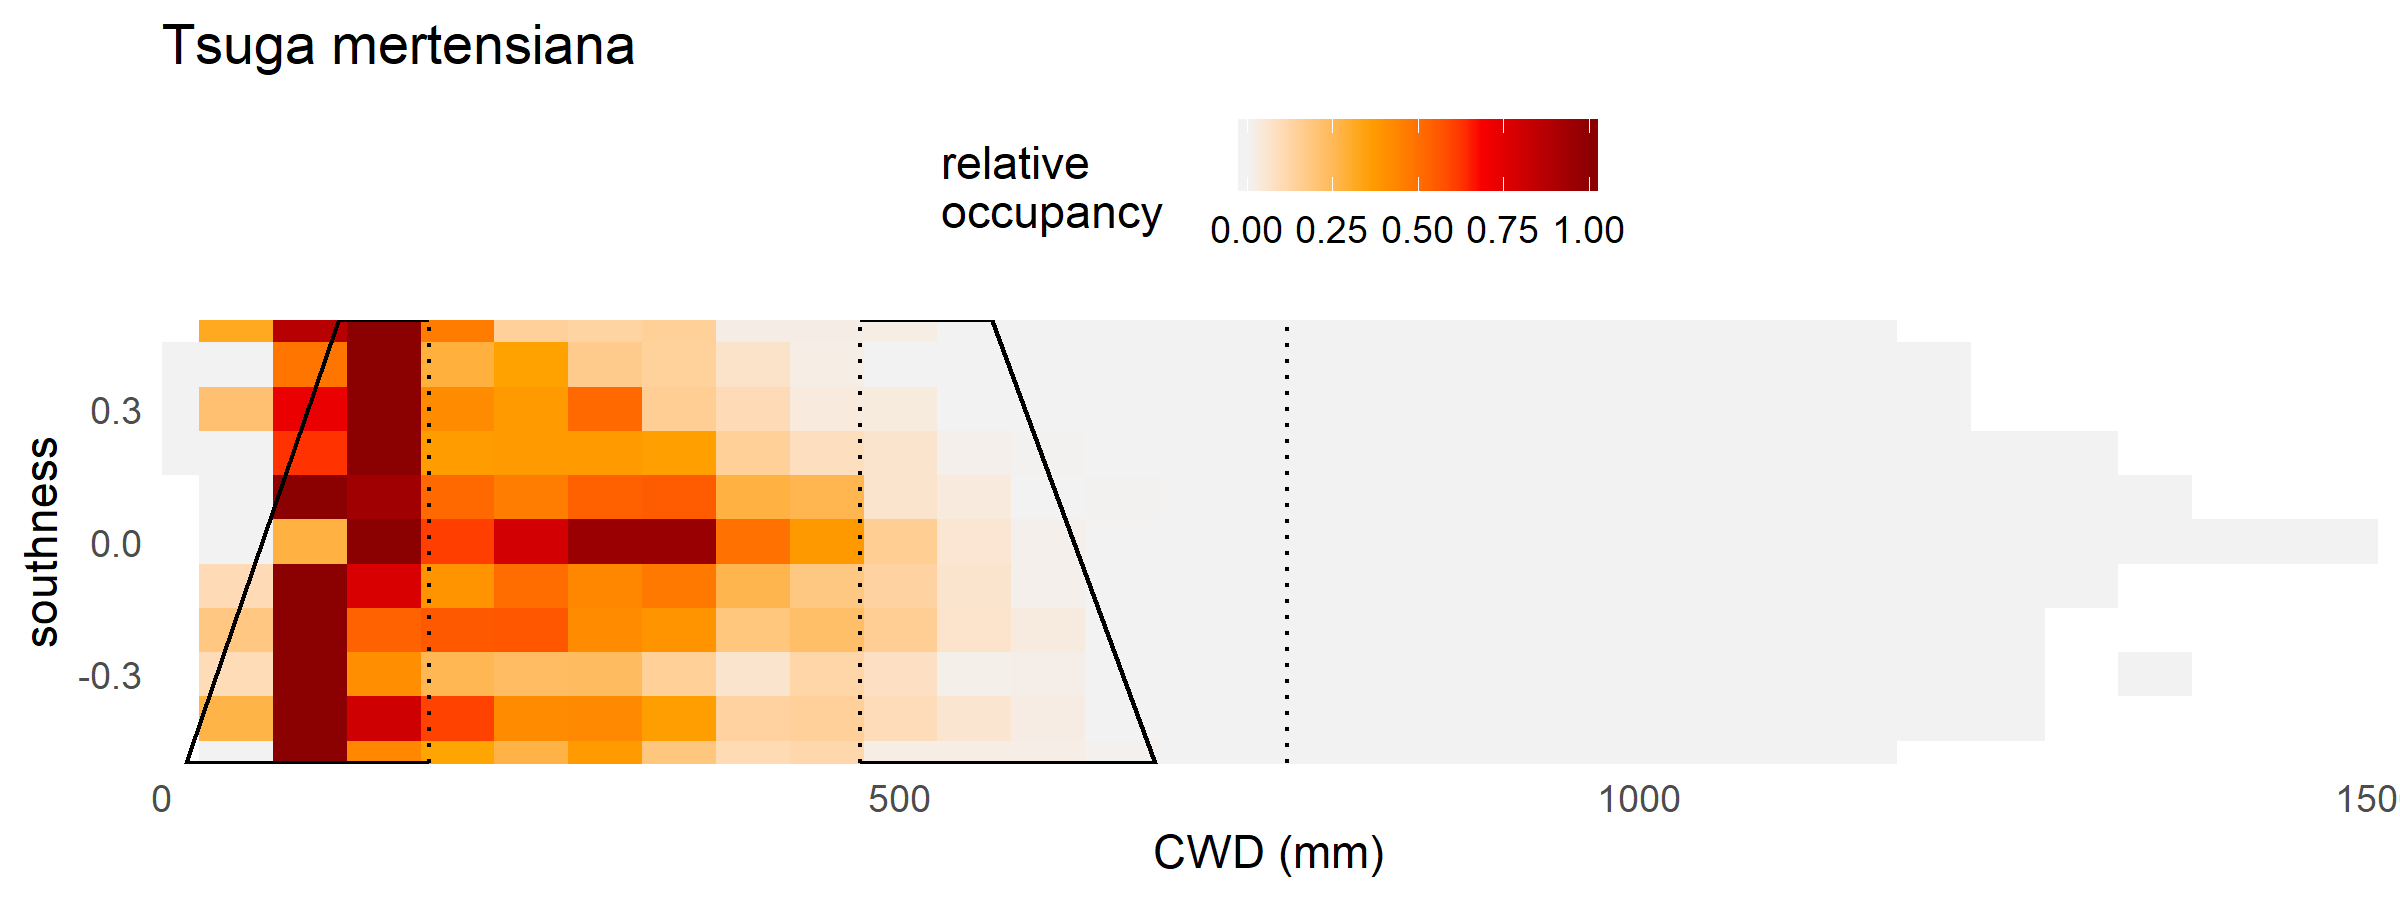 Tsuga mertensiana
relative
occupancy
0.00 0.25 0.50 0.75 1.00
southness
0.3
0.0
-0.3
0 500 1000 150
CWD (mm)